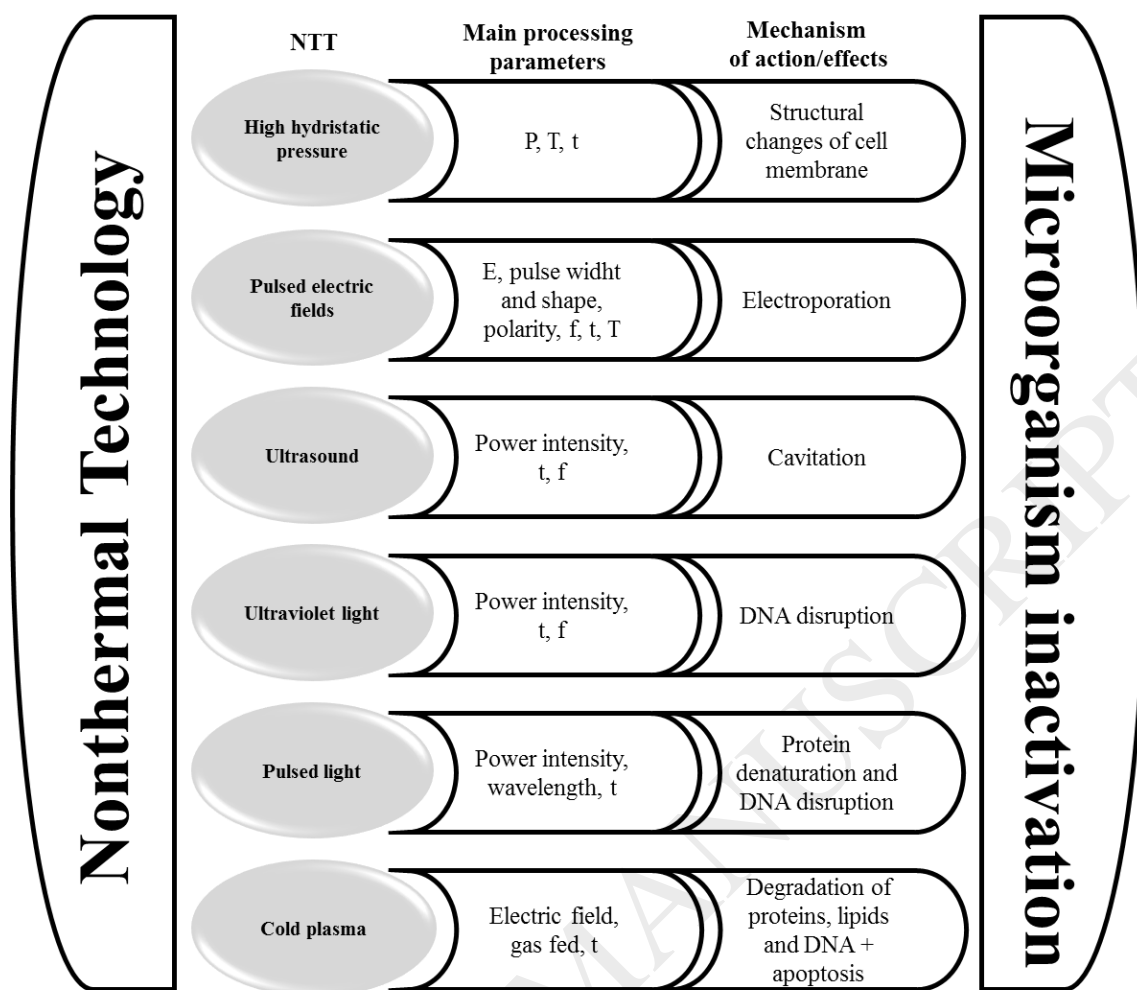 Nonthermal Technology
NTT
Main processing
parameters
Mechanism
of action/effects
High hydristatic
pressure
P, T, t
Structural
changes of cell
membrane
Pulsed electric
fields
E, pulse widht
and shape,
polarity, f, t, T
Electroporation
Ultrasound
Power intensity,
t, f
Cavitation
Ultraviolet light
Power intensity,
t, f
DNA disruption
Pulsed light
Power intensity,
wavelength, t
Protein
denaturation and
DNA disruption
Cold plasma
Electric field,
gas fed, t
Degradation of
proteins, lipids
and DNA +
apoptosis
Microorganism inactivation
MANUSCRIPT